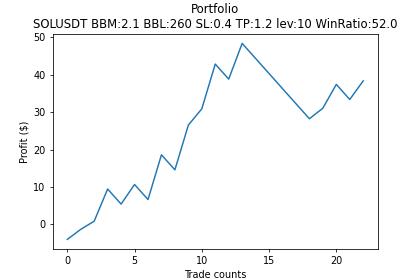 Portfolio
SOLUSDT BBM:2.1 BBL:260 SL:0.4 TP:1.2 lev:10 WinRatio:52.0
50
40
30
20
10
0
Profit ($)
0 5 10 15 20
Trade counts